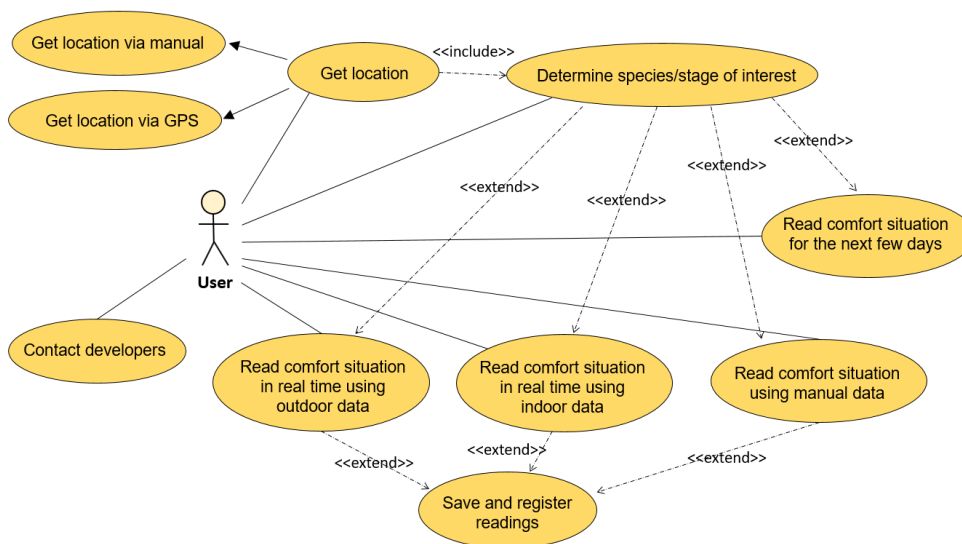 Get location via manual
<<include>>
Get location
Determine species/stage of interest
Get location via GPS
<<extend>>
<<extend>>
<<extend>>
<<extend>>
Read comfort situation
for the next few days
User
Contact developers
Read comfort situation
in real time using
outdoor data
Read comfort situation
in real time using
indoor data
Read comfort situation
using manual data
<<extend>>
<<extend>>
<<extend>>
Save and register
readings